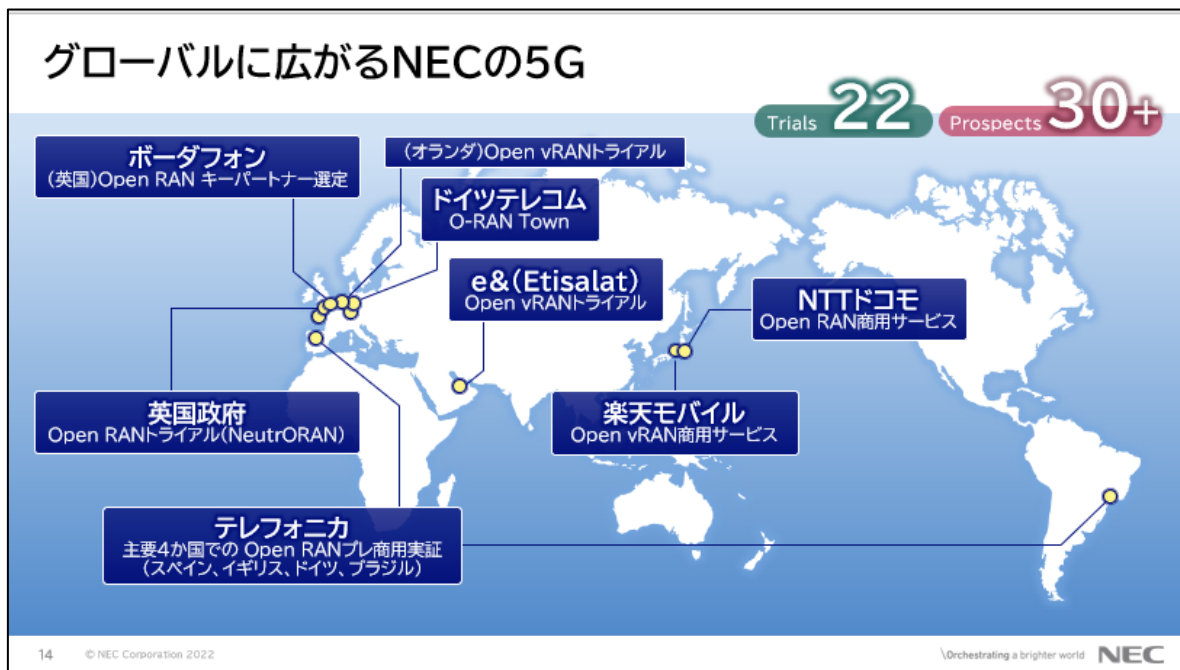 グローバルに広がるNECの5G
Trials 22
Prospects 30+
ボーダフォン
(英国)Open RAN キーパートナー選定
(オランダ)Open vRANトライアル
ドイツテレコム
O-RAN Town
e&(Etisalat)
Open vRANトライアル
NTTドコモ
Open RAN商用サービス
英国政府
Open RANトライアル(NeutrORAN)
楽天モバイル
Open vRAN商用サービス
テレフォニカ
主要4か国での Open RANプレ商用実証
(スペイン、イギリス、ドイツ、ブラジル)
14 © NEC Corporation 2022
\Orchestrating a brighter world NEC